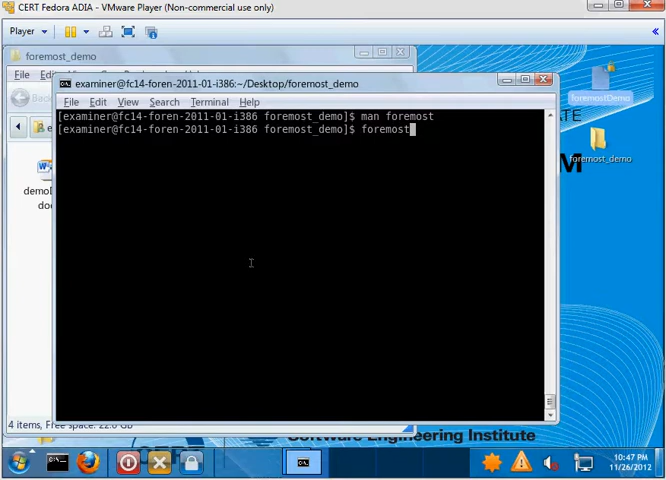 CERT Fedora ADIA - VMware Player (Non-commercial use only)
Player
foremost_demo
File
examiner@fc14-foren-2011-01-i386:~/Desktop/foremost_demo
File Edit View Search Terminal Help
[examiner@fc14-foren-2011-01-i386 foremost_demo]$ man foremost
[examiner@fc14-foren-2011-01-i386 foremost_demo]$ foremost
foremostDemo
foremost_demo
4 items, Free space: 22.0 GB
Software Engineering Institute
10:47 PM
11/26/2012